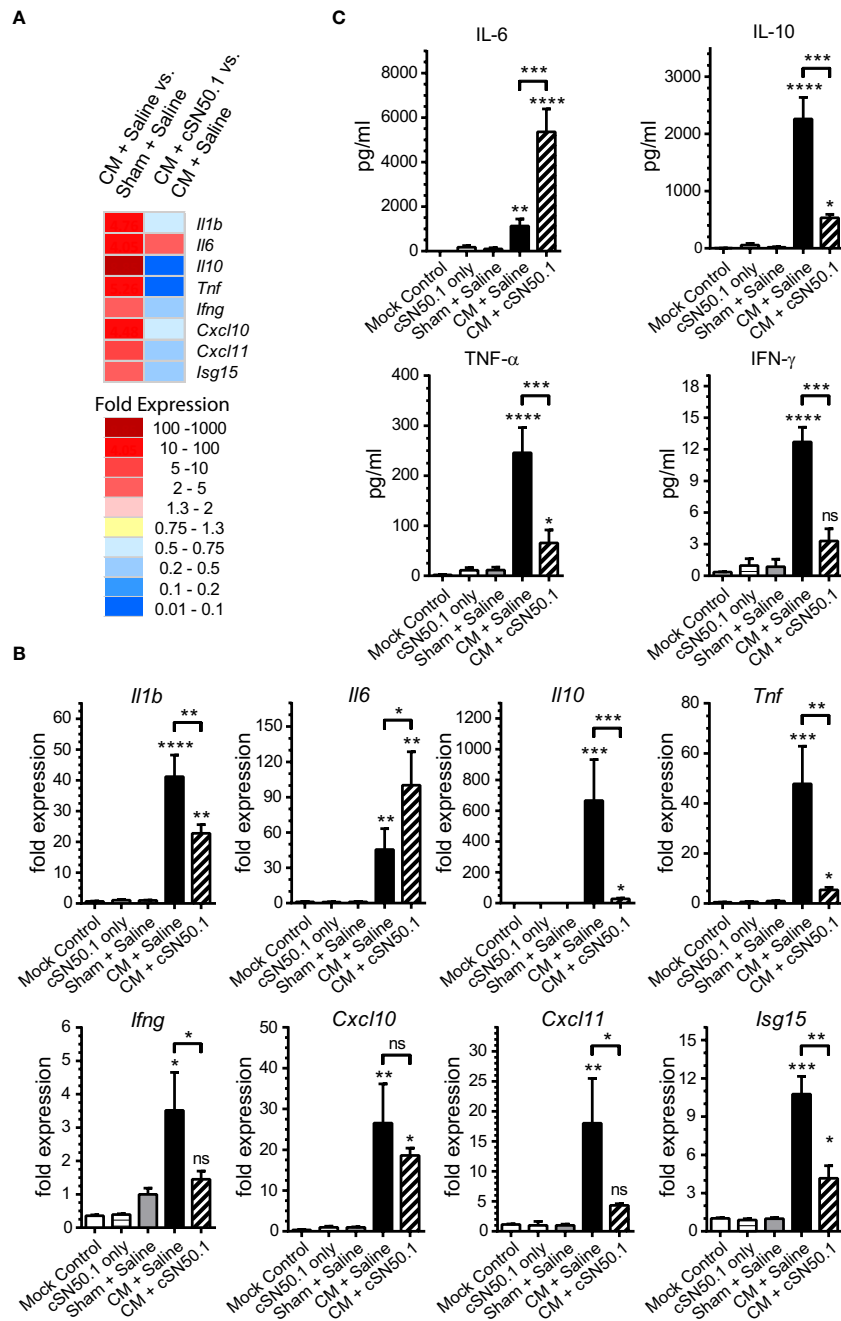 A
CM + Saline vs.
Sham + Saline
CM + cSN50.1 vs.
CM + Saline
Il1b
Il6
Il10
Tnf
Ifng
Cxcl10
Cxcl11
Isg15
Fold Expression
100 -1000
10 - 100
5 -10
2 - 5
1.3 - 2
0.75 - 1.3
0.5 - 0.75
0.2 - 0.5
0.1 - 0.2
0.01 - 0.1
C
IL-6
pg/ml
8000
6000
4000
2000
0
**
****
***
Mock Control
cSN50.1 only
Sham + Saline
CM + Saline
CM + cSN50.1
IL-10
pg/ml
3000
2000
1000
0
****
*
***
Mock Control
cSN50.1 only
Sham + Saline
CM + Saline
CM + cSN50.1
TNF-α
pg/ml
400
300
200
100
0
****
*
***
Mock Control
cSN50.1 only
Sham + Saline
CM + Saline
CM + cSN50.1
IFN-γ
pg/ml
18
15
12
9
6
3
0
****
ns
***
Mock Control
cSN50.1 only
Sham + Saline
CM + Saline
CM + cSN50.1
B
Il1b
fold expression
60
50
40
30
20
10
0
****
**
**
Mock Control
cSN50.1 only
Sham + Saline
CM + Saline
CM + cSN50.1
Il6
fold expression
150
120
90
60
30
0
**
**
*
Mock Control
cSN50.1 only
Sham + Saline
CM + Saline
CM + cSN50.1
Il10
fold expression
1200
1000
800
600
400
200
0
***
*
***
Mock Control
cSN50.1 only
Sham + Saline
CM + Saline
CM + cSN50.1
Tnf
fold expression
80
60
40
20
0
***
*
**
Mock Control
cSN50.1 only
Sham + Saline
CM + Saline
CM + cSN50.1
Ifng
fold expression
6
5
4
3
2
1
0
*
ns
*
Mock Control
cSN50.1 only
Sham + Saline
CM + Saline
CM + cSN50.1
Cxcl10
fold expression
50
40
30
20
10
0
**
*
ns
Mock Control
cSN50.1 only
Sham + Saline
CM + Saline
CM + cSN50.1
Cxcl11
fold expression
30
25
20
15
10
5
0
**
ns
*
Mock Control
cSN50.1 only
Sham + Saline
CM + Saline
CM + cSN50.1
Isg15
fold expression
15
12
9
6
3
0
***
*
**
Mock Control
cSN50.1 only
Sham + Saline
CM + Saline
CM + cSN50.1